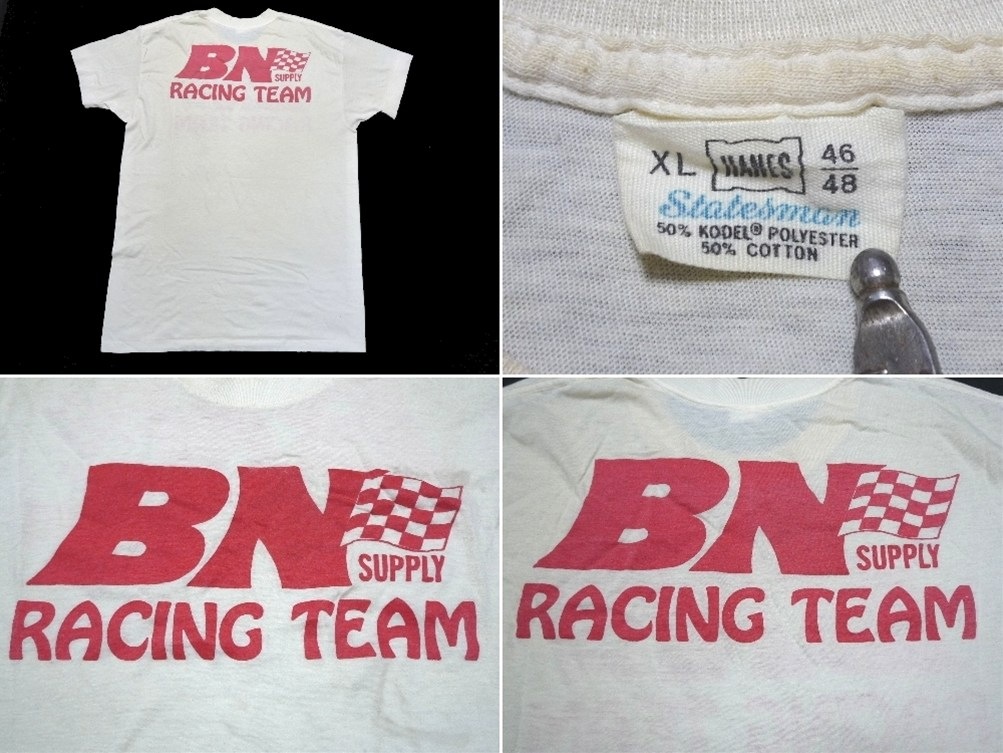 BN
SUPPLY
RACING TEAM
XL HANES 46/48
Statesman
50% KODEL® POLYESTER
50% COTTON
BN
SUPPLY
RACING TEAM
BN
SUPPLY
RACING TEAM